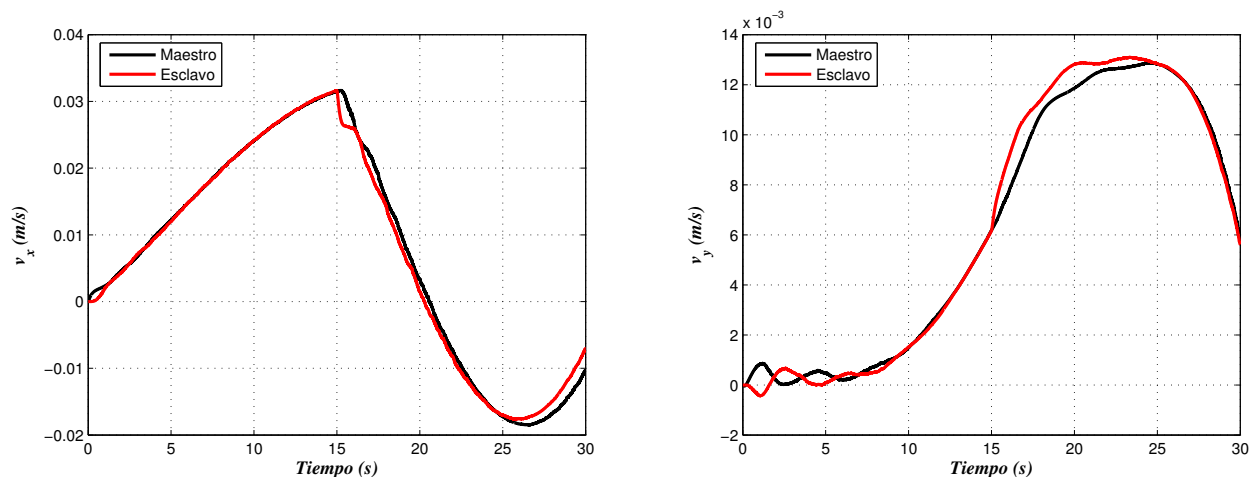 0.04
0.03
0.02
0.01
0
−0.01
−0.02
v_x (m/s)
Maestro
Esclavo
0 5 10 15 20 25 30
Tiempo (s)
x 10^−3
14
12
10
8
6
4
2
0
−2
v_y (m/s)
Maestro
Esclavo
0 5 10 15 20 25 30
Tiempo (s)